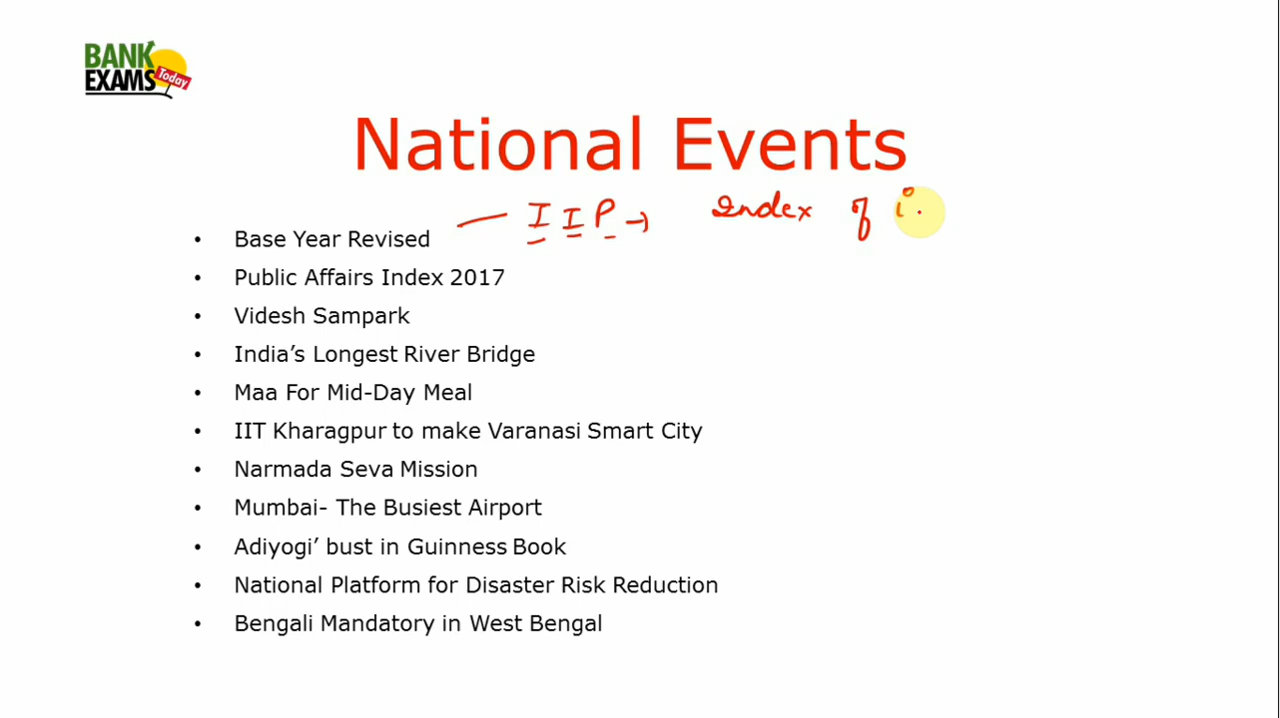 BANK
EXAMS Today
National Events
— I I P → Index of i
• Base Year Revised
• Public Affairs Index 2017
• Videsh Sampark
• India’s Longest River Bridge
• Maa For Mid-Day Meal
• IIT Kharagpur to make Varanasi Smart City
• Narmada Seva Mission
• Mumbai- The Busiest Airport
• Adiyogi’ bust in Guinness Book
• National Platform for Disaster Risk Reduction
• Bengali Mandatory in West Bengal